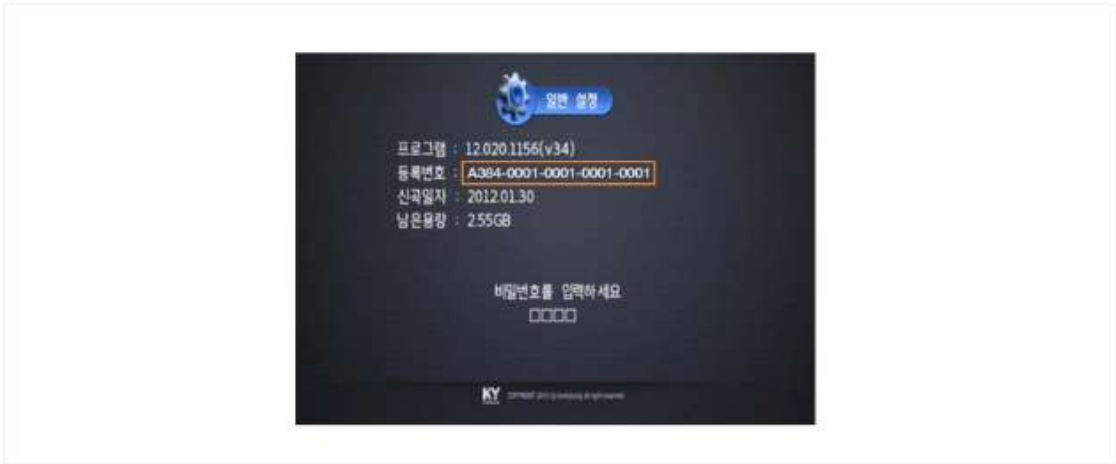 일반 설정
프로그램 : 12.020.1156(v34)
등록번호 : A384-0001-0001-0001-0001
신곡일자 : 2012.01.30
남은용량 : 2.55GB
비밀번호를 입력하세요
□□□□
KY